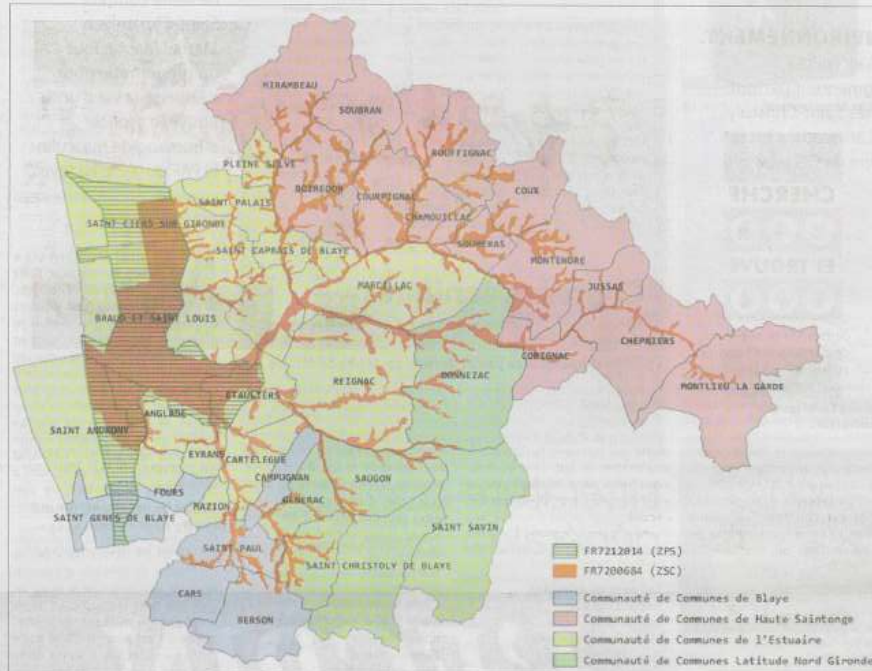 MIRAMBEAU
SOUBRAN
ROUFFIGNAC
PLEINE SELVE
BOIREDON
COURPIGNAC
COUX
SAINT PALAIS
CHAMOUILLAC
SAINT CIERS SUR GIRONDE
SOUMERAS
SAINT CAPRAIS DE BLAYE
MONTENDRE
MARCILLAC
JUSSAS
BRAUD ET SAINT LOUIS
CHEPNIERS
CORIGNAC
REIGNAC
DONNEZAC
MONTLIEU LA GARDE
ETAULIERS
ANGLADE
SAINT ANDRONY
EYRANS
CARTELEGUE
CAMPUGNAN
SAUGON
FOURS
GENERAC
MAZION
SAINT GENES DE BLAYE
SAINT SAVIN
SAINT PAUL
SAINT CHRISTOLY DE BLAYE
CARS
BERSON
FR7212014 (ZPS)
FR7200684 (ZSC)
Communauté de Communes de Blaye
Communauté de Communes de Haute Saintonge
Communauté de Communes de l'Estuaire
Communauté de Communes Latitude Nord Gironde